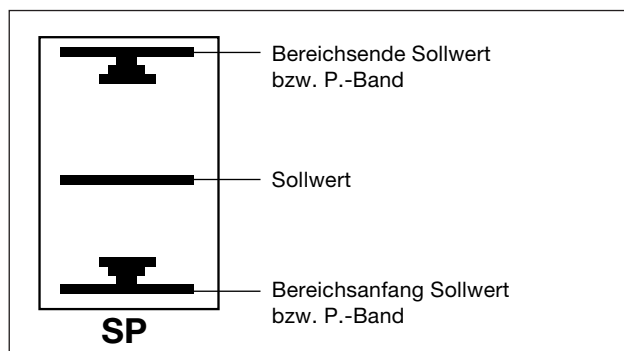 Bereichsende Sollwert
bzw. P.-Band
Sollwert
Bereichsanfang Sollwert
bzw. P.-Band
SP